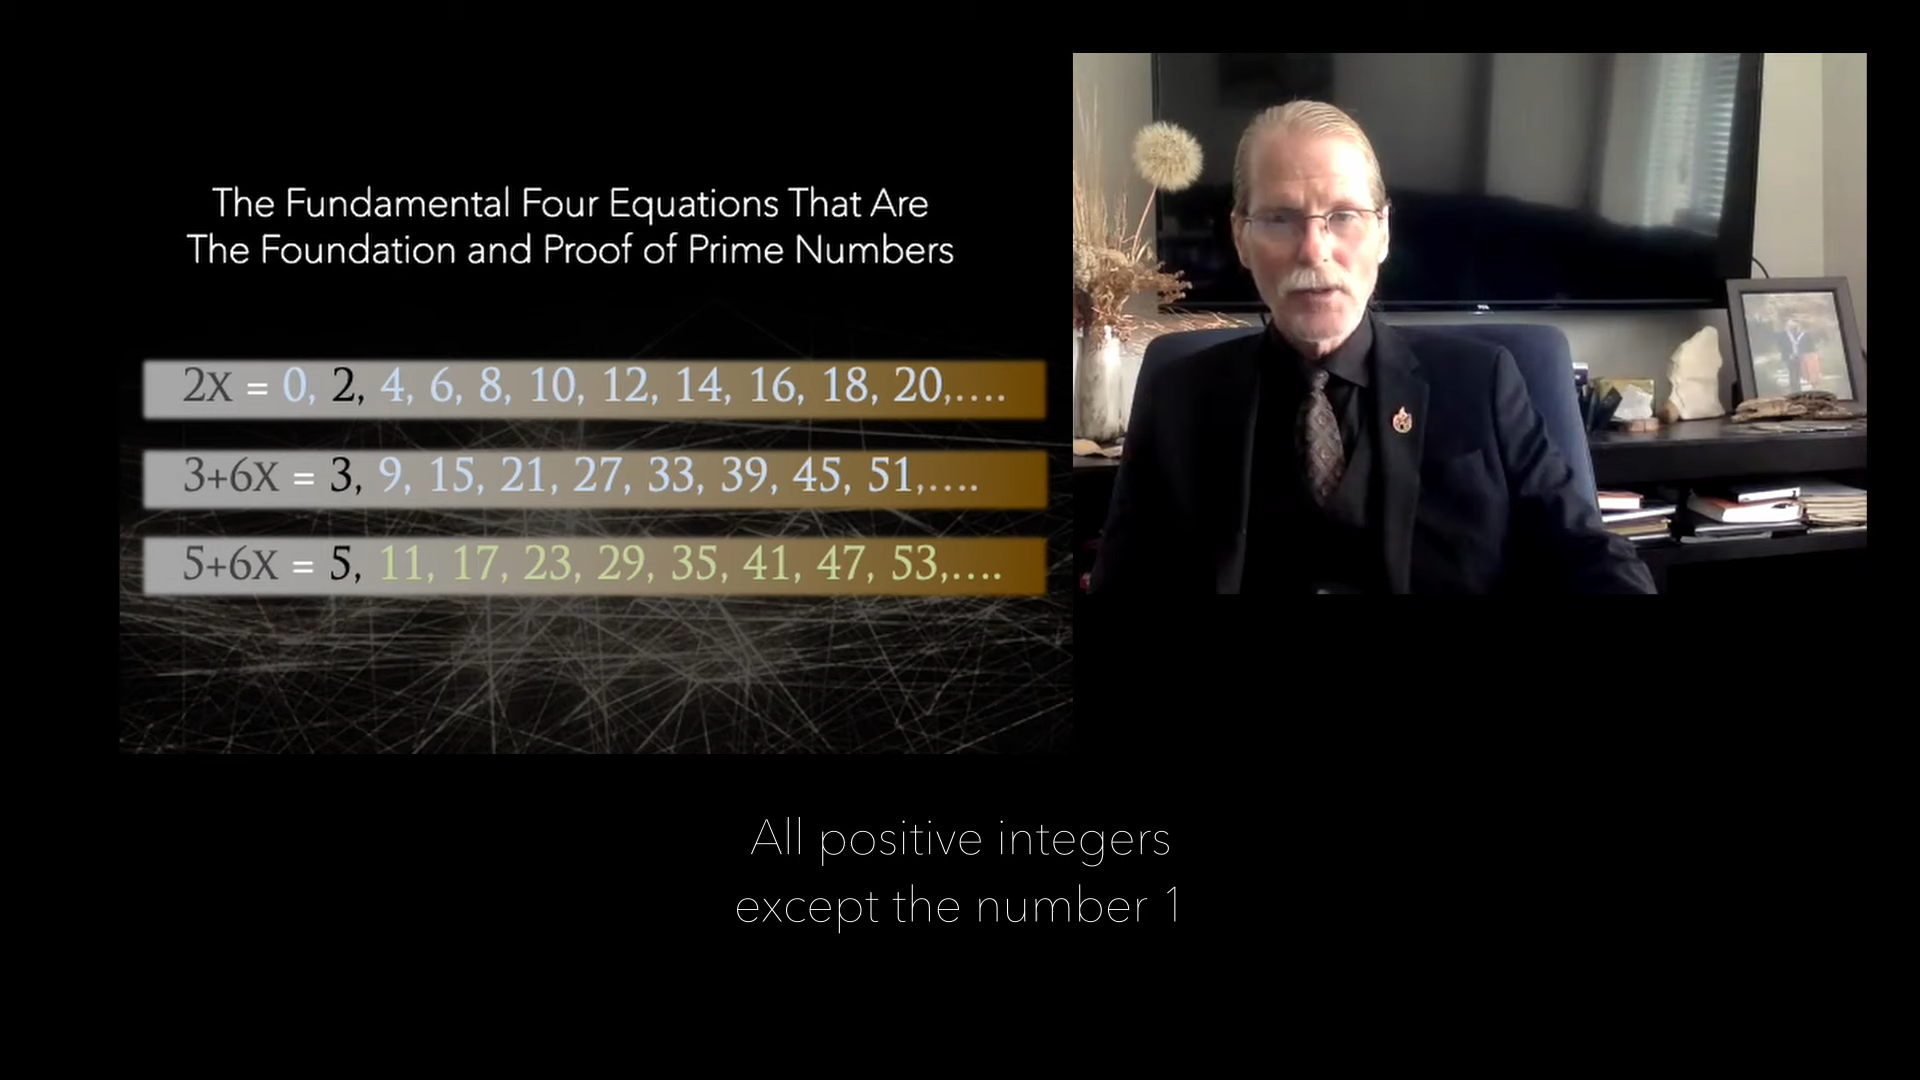 The Fundamental Four Equations That Are
The Foundation and Proof of Prime Numbers
2X = 0, 2, 4, 6, 8, 10, 12, 14, 16, 18, 20,....
3+6X = 3, 9, 15, 21, 27, 33, 39, 45, 51,....
5+6X = 5, 11, 17, 23, 29, 35, 41, 47, 53,....
TCL
All positive integers
except the number 1